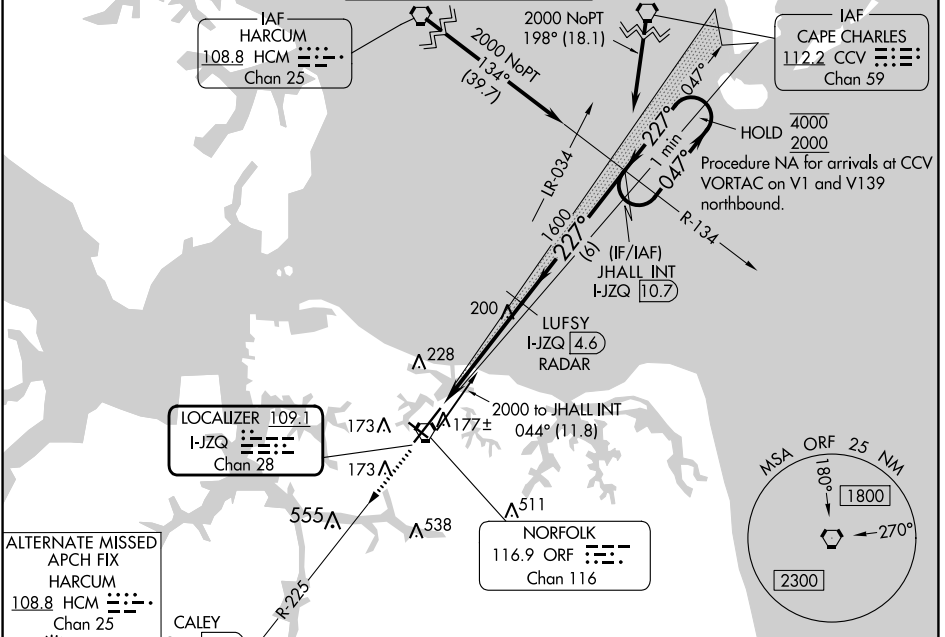 IAF
HARCUM
108.8 HCM
Chan 25
2000 NoPT
134°
(39.7)
2000 NoPT
198° (18.1)
IAF
CAPE CHARLES
112.2 CCV
Chan 59
047°
227°
1 min
047°
HOLD 4000
2000
Procedure NA for arrivals at CCV
VORTAC on V1 and V139
northbound.
LR-034
R-134
1600
227°
(6)
(IF/IAF)
JHALL INT
I-JZQ 10.7
200
LUFSY
I-JZQ 4.6
RADAR
228
2000 to JHALL INT
044° (11.8)
LOCALIZER 109.1
I-JZQ
Chan 28
173
177±
173
555
538
511
NORFOLK
116.9 ORF
Chan 116
MSA ORF 25 NM
180°
1800
270°
2300
ALTERNATE MISSED
APCH FIX
HARCUM
108.8 HCM
Chan 25
R-225
CALEY